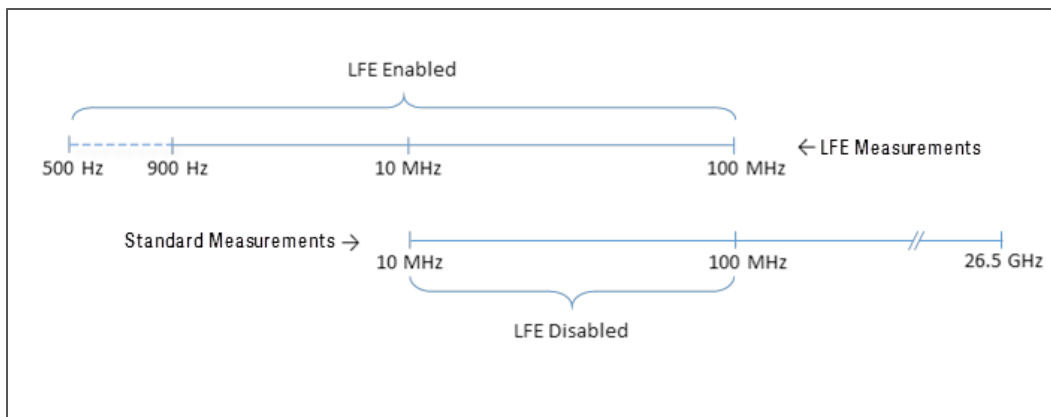 LFE Enabled
500 Hz 900 Hz 10 MHz 100 MHz ← LFE Measurements
Standard Measurements →
10 MHz 100 MHz 26.5 GHz
LFE Disabled